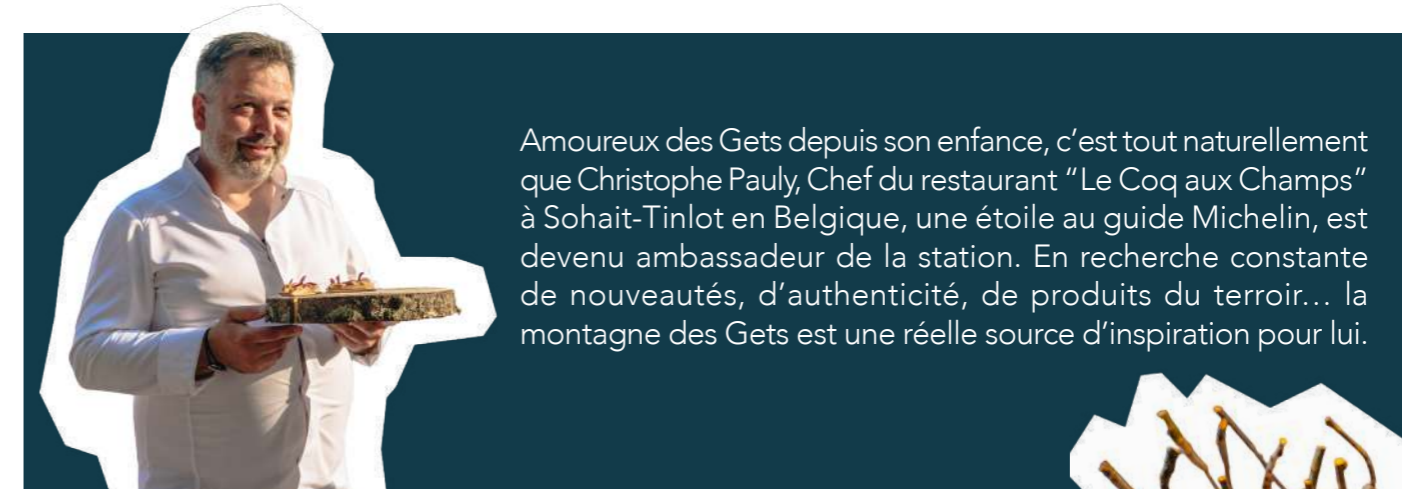 Amoureux des Gets depuis son enfance, c’est tout naturellement
que Christophe Pauly, Chef du restaurant “Le Coq aux Champs”
à Sohait-Tinlot en Belgique, une étoile au guide Michelin, est
devenu ambassadeur de la station. En recherche constante
de nouveautés, d’authenticité, de produits du terroir… la
montagne des Gets est une réelle source d’inspiration pour lui.